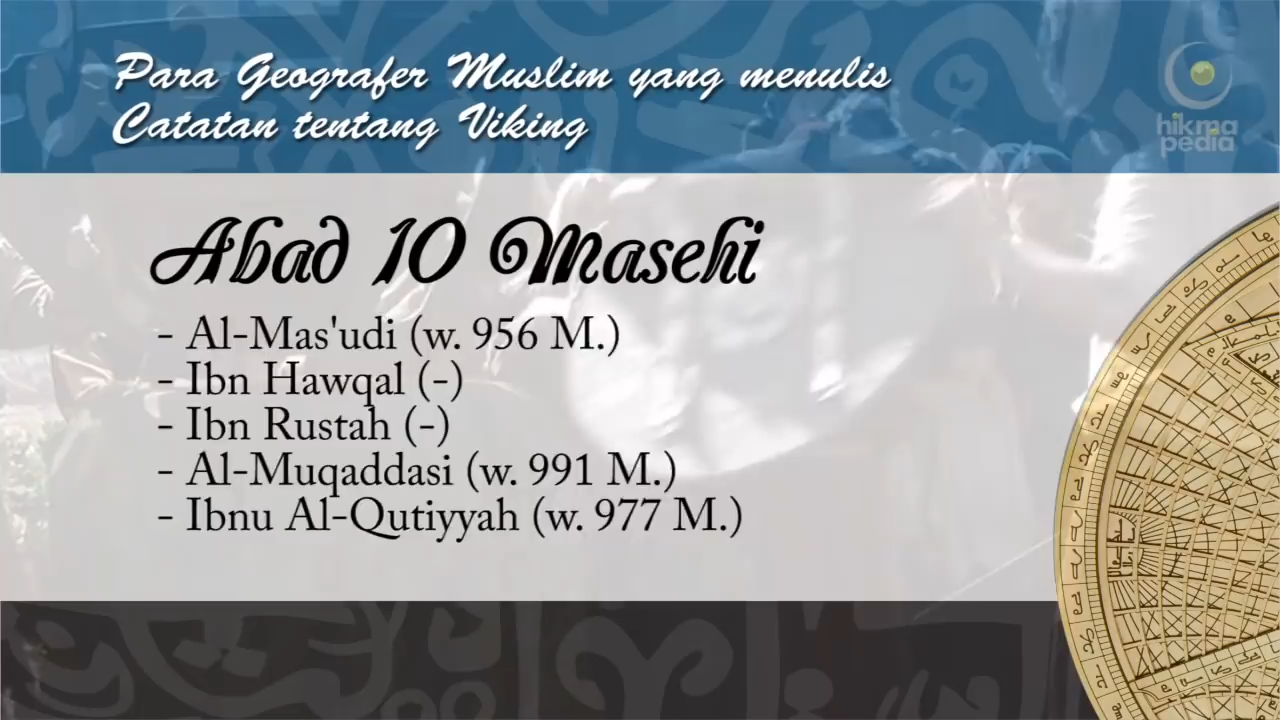 Para Geografer Muslim yang menulis
Catatan tentang Viking
hikma
pedia
Abad 10 Masehi
- Al-Mas'udi (w. 956 M.)
- Ibn Hawqal (-)
- Ibn Rustah (-)
- Al-Muqaddasi (w. 991 M.)
- Ibnu Al-Qutiyyah (w. 977 M.)